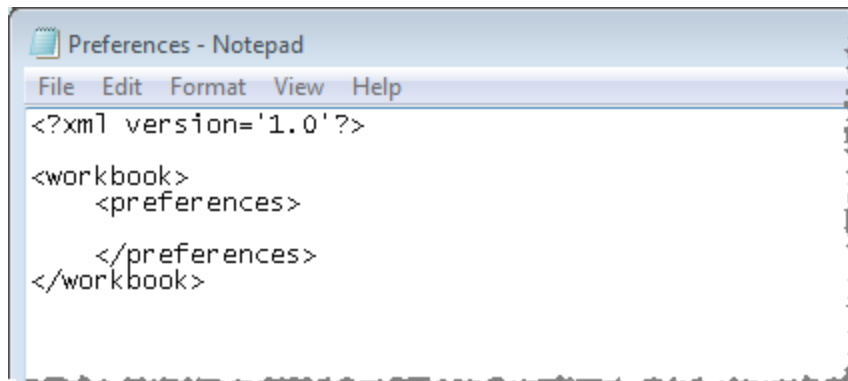 Preferences - Notepad
File Edit Format View Help
<?xml version='1.0'?>
<workbook>
<preferences>
</preferences>
</workbook>